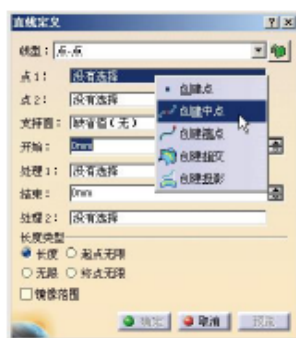 直线定义
线型：点-点
点 1： 没有选择
点 2： 没有选择
支持面： 缺省值(无)
开始： 0mm
处理 1： 没有选择
结束： 0mm
处理 2： 没有选择
创建点
创建中点
创建端点
创建相交
创建投影
长度类型
长度 起点无限
无限 终点无限
镜像范围
确定 取消 预览